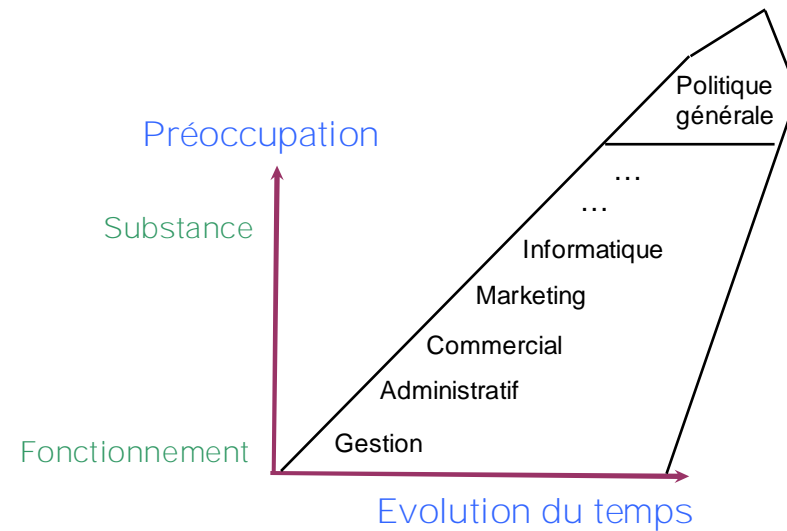 Politique
générale
Préoccupation
…
…
Substance
Informatique
Marketing
Commercial
Administratif
Gestion
Fonctionnement
Evolution du temps